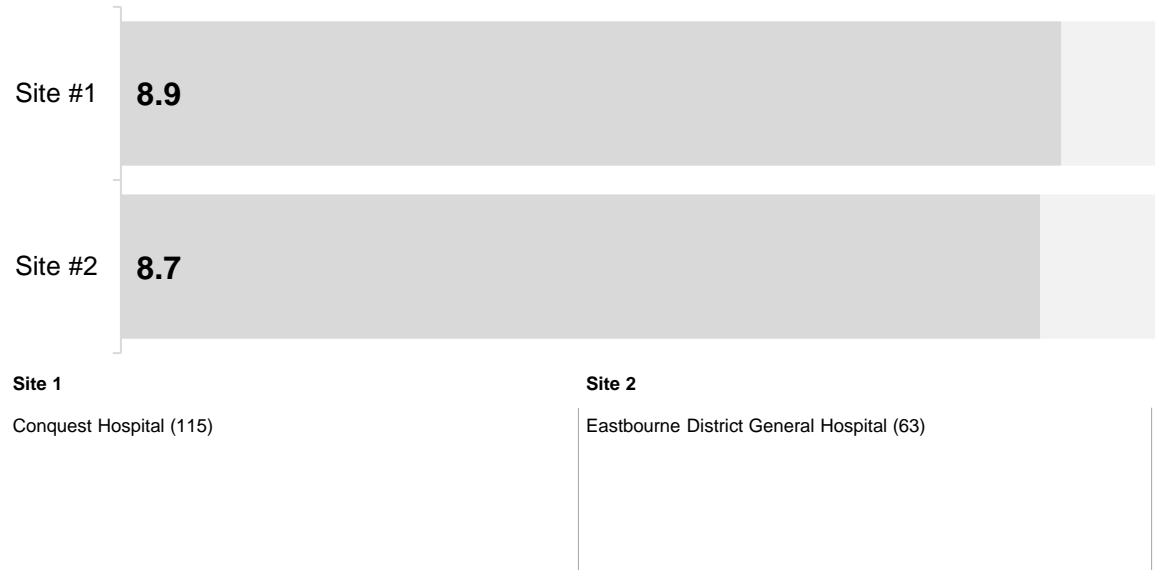 Site #1
8.9
Site #2
8.7
Site 1
Site 2
Conquest Hospital (115)
Eastbourne District General Hospital (63)